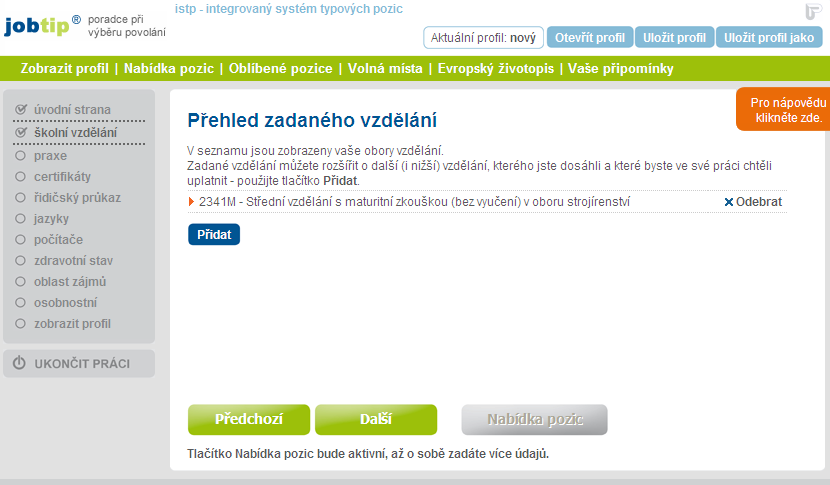 jobtip® poradce při
výběru povolání
istp - integrovaný systém typových pozic
Aktuální profil: nový
Otevřít profil
Uložit profil
Uložit profil jako
Zobrazit profil | Nabídka pozic | Oblíbené pozice | Volná místa | Evropský životopis | Vaše připomínky
úvodní strana
školní vzdělání
praxe
certifikáty
řidičský průkaz
jazyky
počítače
zdravotní stav
oblast zájmů
osobnostní
zobrazit profil
UKONČIT PRÁCI
Pro nápovědu
klikněte zde.
Přehled zadaného vzdělání
V seznamu jsou zobrazeny vaše obory vzdělání.
Zadané vzdělání můžete rozšířit o další (i nižší) vzdělání, kterého jste dosáhli a které byste ve své práci chtěli
uplatnit - použijte tlačítko Přidat.
2341M - Střední vzdělání s maturitní zkouškou (bez vyučení) v oboru strojírenství
Odebrat
Přidat
Předchozí
Další
Nabídka pozic
Tlačítko Nabídka pozic bude aktivní, až o sobě zadáte více údajů.